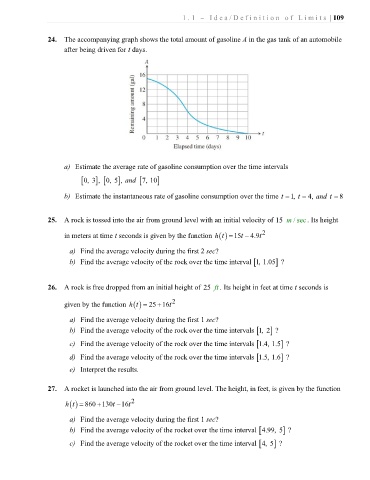 1.1 – Idea/Definition of Limits | 109
24. The accompanying graph shows the total amount of gasoline A in the gas tank of an automobile
after being driven for t days.
A
16
12
8
4
Remaining amount (gal)
0 1 2 3 4 5 6 7 8 9 10 t
Elapsed time (days)
a) Estimate the average rate of gasoline consumption over the time intervals
[0, 3], [0, 5], and [7, 10]
b) Estimate the instantaneous rate of gasoline consumption over the time t = 1, t = 4, and t = 8
25. A rock is tossed into the air from ground level with an initial velocity of 15 m / sec. Its height
in meters at time t seconds is given by the function h(t) = 15t − 4.9t²
a) Find the average velocity during the first 2 sec?
b) Find the average velocity of the rock over the time interval [1, 1.05] ?
26. A rock is free dropped from an initial height of 25 ft. Its height in feet at time t seconds is
given by the function h(t) = 25 + 16t²
a) Find the average velocity during the first 1 sec?
b) Find the average velocity of the rock over the time intervals [1, 2] ?
c) Find the average velocity of the rock over the time intervals [1.4, 1.5] ?
d) Find the average velocity of the rock over the time intervals [1.5, 1.6] ?
e) Interpret the results.
27. A rocket is launched into the air from ground level. The height, in feet, is given by the function
h(t) = 860 + 130t − 16t²
a) Find the average velocity during the first 1 sec?
b) Find the average velocity of the rocket over the time interval [4.99, 5] ?
c) Find the average velocity of the rocket over the time interval [4, 5] ?